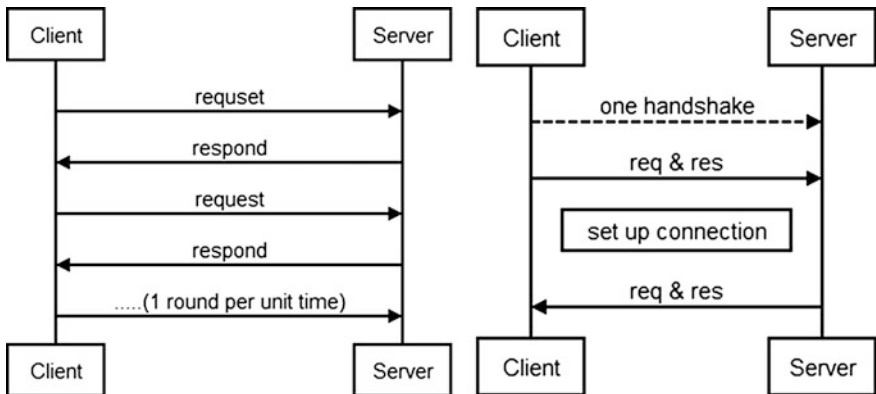 Client
Server
requset
respond
request
respond
.....(1 round per unit time)
Client
Server
Client
Server
one handshake
req & res
set up connection
req & res
Client
Server